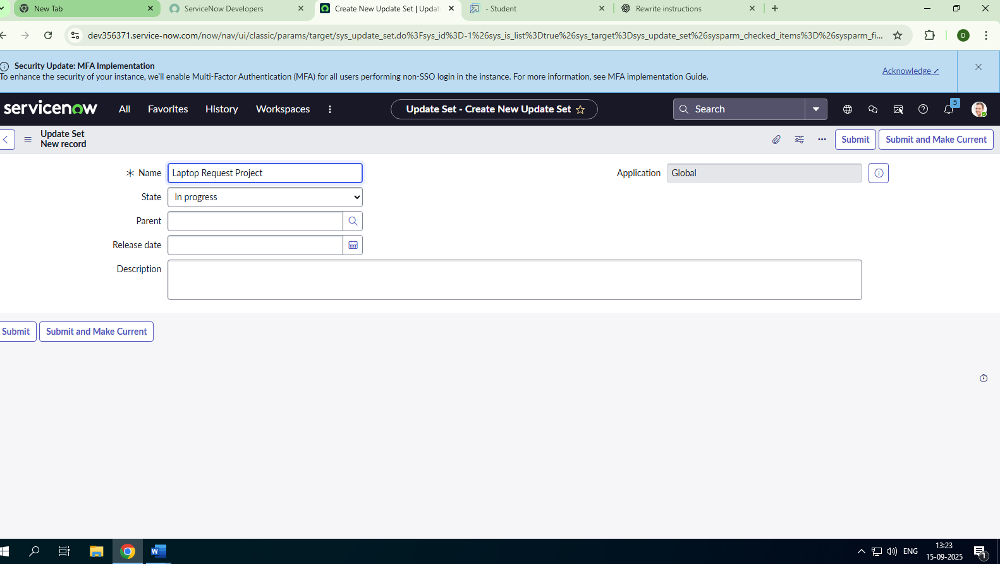 New Tab
ServiceNow Developers
Create New Update Set | Updat
- Student
Rewrite instructions
dev356371.service-now.com/now/nav/ui/classic/params/target/sys_update_set.do%3Fsys_id%3D-1%26sys_is_list%3Dtrue%26sys_target%3Dsys_update_set%26sysparm_checked_items%3D%26sysparm_fi...
D
Security Update: MFA Implementation
To enhance the security of your instance, we'll enable Multi-Factor Authentication (MFA) for all users performing non-SSO login in the instance. For more information, see MFA implementation Guide.
Acknowledge
servicenow
All
Favorites
History
Workspaces
Update Set - Create New Update Set
Search
5
Update Set
New record
Submit
Submit and Make Current
Name
Laptop Request Project
Application
Global
State
In progress
Parent
Release date
Description
Submit
Submit and Make Current
W
ENG
13:23
15-09-2025
1